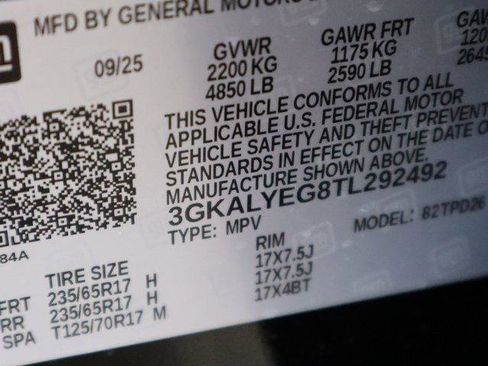 MFD BY GENERAL MOTORS
09/25
GVWR
2200 KG
4850 LB
GAWR FRT
1175 KG
2590 LB
THIS VEHICLE CONFORMS TO ALL
APPLICABLE U.S. FEDERAL MOTOR
VEHICLE SAFETY AND THEFT PREVENT
STANDARDS IN EFFECT ON THE DATE O
MANUFACTURE SHOWN ABOVE.
3GKALYEG8TL292492
TYPE: MPV
MODEL: 82TPD26
84A
TIRE SIZE
RIM
FRT 235/65R17 H 17X7.5J
RR 235/65R17 H 17X7.5J
SPA T125/70R17 M 17X4BT